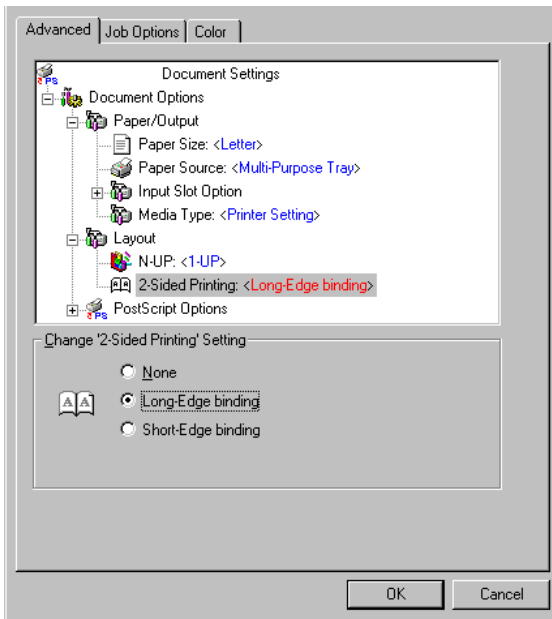 Advanced Job Options Color
PS Document Settings
Document Options
Paper/Output
Paper Size: <Letter>
Paper Source: <Multi-Purpose Tray>
Input Slot Option
Media Type: <Printer Setting>
Layout
N-UP: <1-UP>
2-Sided Printing: <Long-Edge binding>
PS PostScript Options
Change '2-Sided Printing' Setting
None
A A Long-Edge binding
Short-Edge binding
OK Cancel